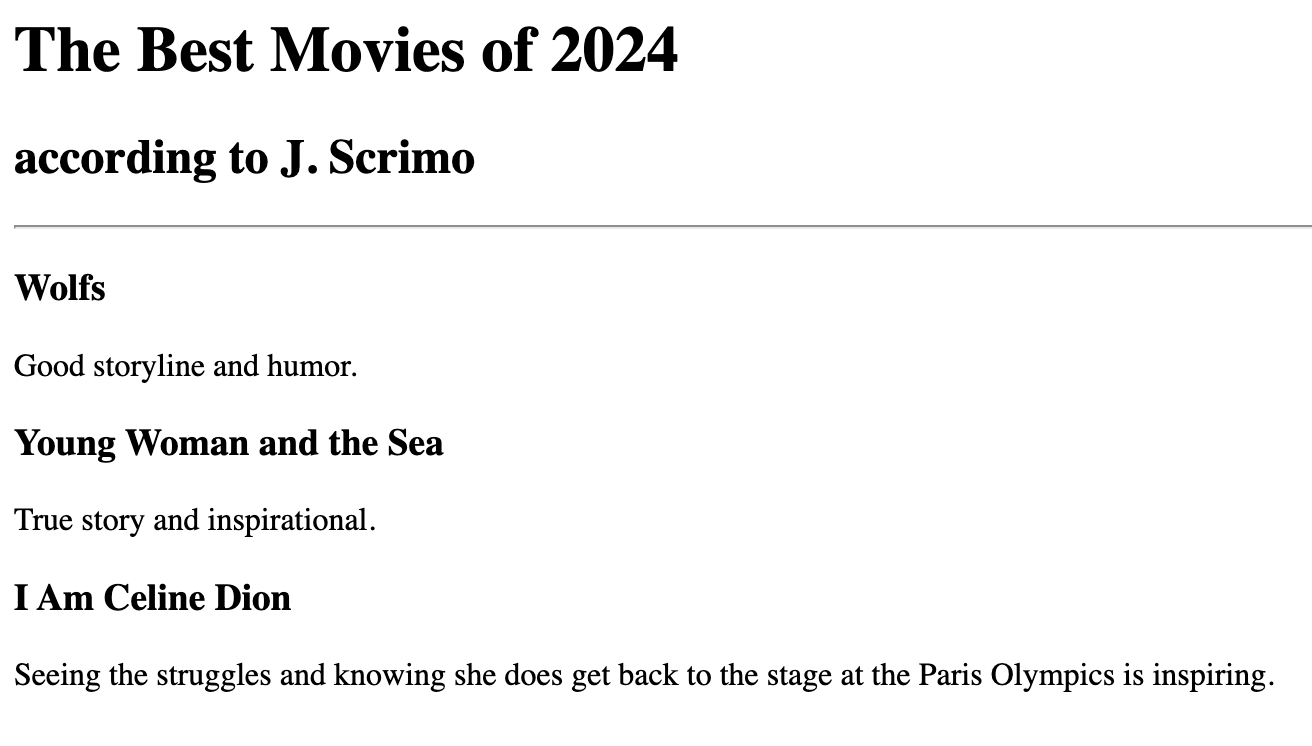 The Best Movies of 2024
according to J. Scrimo
Wolfs
Good storyline and humor.
Young Woman and the Sea
True story and inspirational.
I Am Celine Dion
Seeing the struggles and knowing she does get back to the stage at the Paris Olympics is inspiring.